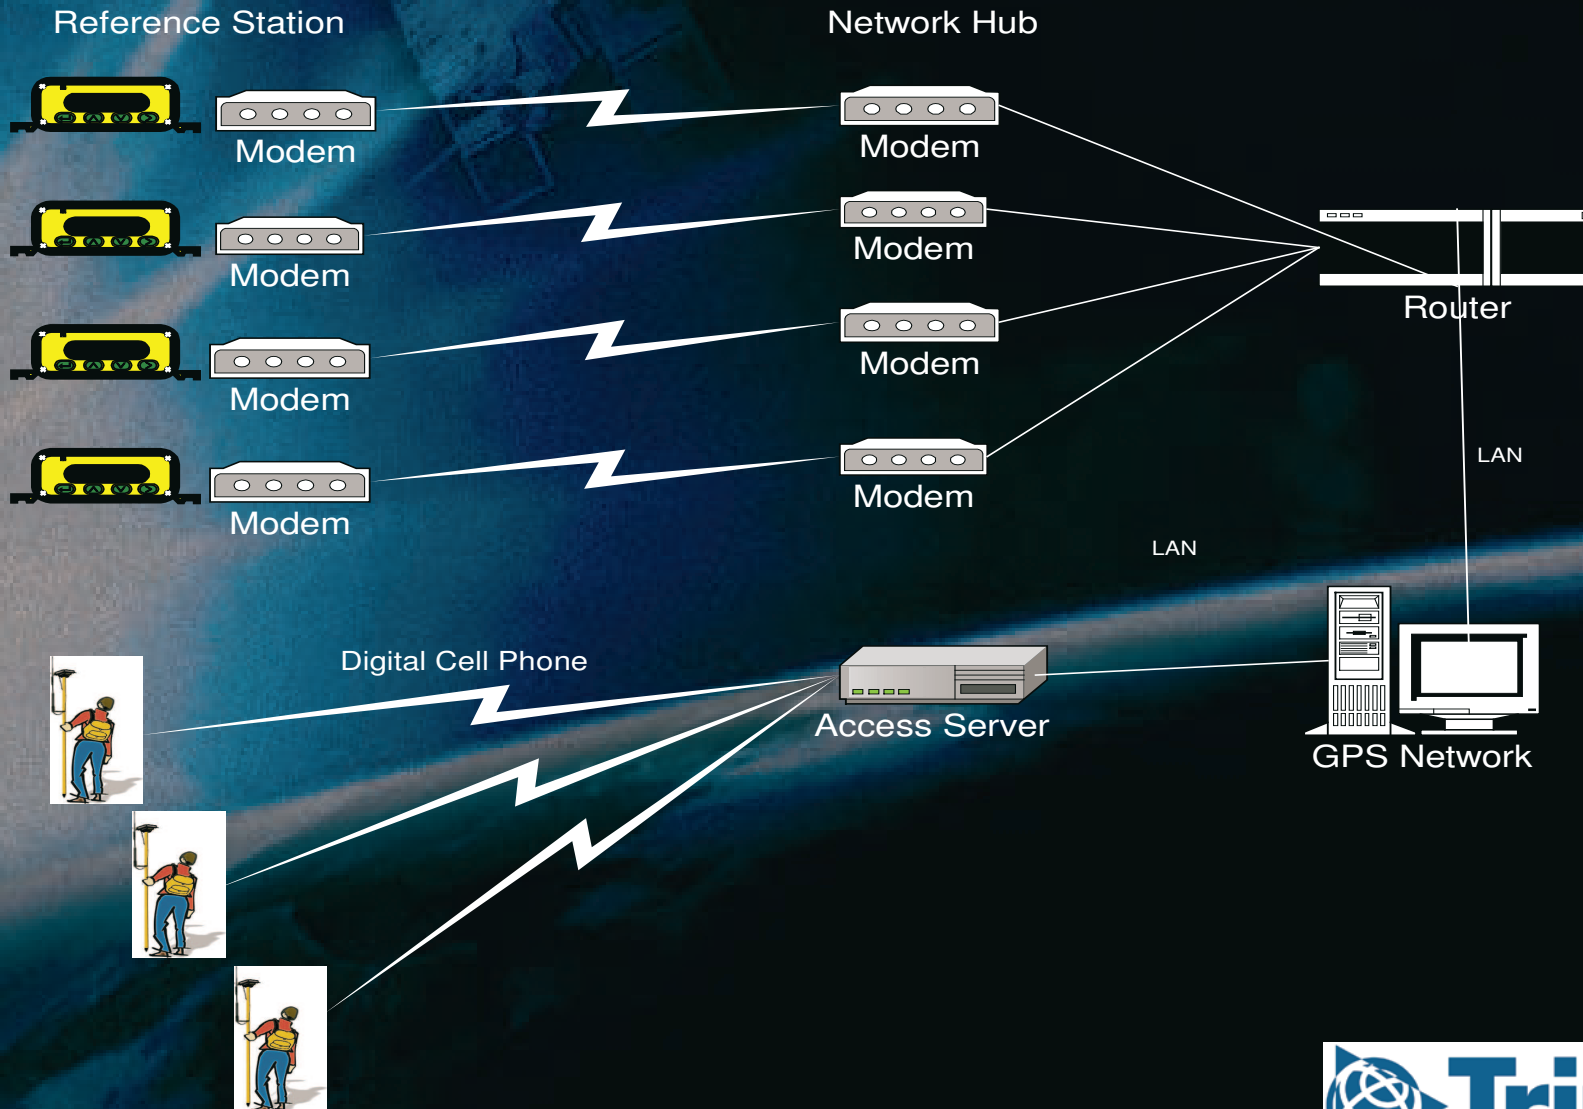 Reference Station
Network Hub
Modem
Modem
Modem
Modem
Router
Modem
Modem
LAN
Modem
Modem
LAN
Digital Cell Phone
Access Server
GPS Network
Tri